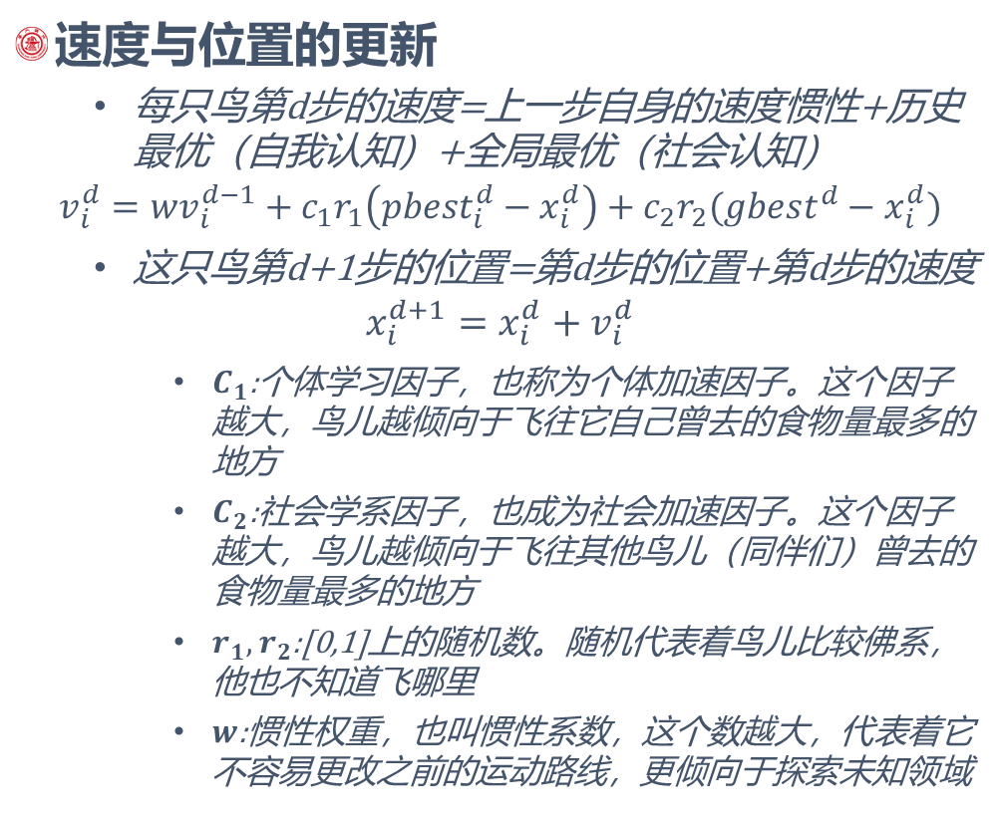 速度与位置的更新
• 每只鸟第d步的速度=上一步自身的速度惯性+历史
最优（自我认知）+全局最优（社会认知）
$v_i^d = wv_i^{d-1} + c_1r_1(pbest_i^d - x_i^d) + c_2r_2(gbest^d - x_i^d)$
• 这只鸟第d+1步的位置=第d步的位置+第d步的速度
$x_i^{d+1} = x_i^d + v_i^d$
• C₁:个体学习因子，也称为个体加速因子。这个因子
越大，鸟儿越倾向于飞往它自己曾去的食物量最多的
地方
• C₂:社会学系因子，也成为社会加速因子。这个因子
越大，鸟儿越倾向于飞往其他鸟儿（同伴们）曾去的
食物量最多的地方
• r₁,r₂:[0,1]上的随机数。随机代表着鸟儿比较佛系，
他也不知道飞哪里
• w:惯性权重，也叫惯性系数，这个数越大，代表着它
不容易更改之前的运动路线，更倾向于探索未知领域